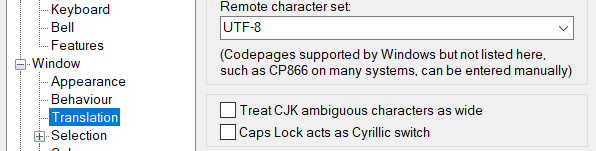 Keyboard
Bell
Features
Window
Appearance
Behaviour
Translation
Selection
Remote character set:
UTF-8
(Codepages supported by Windows but not listed here,
such as CP866 on many systems, can be entered manually)
Treat CJK ambiguous characters as wide
Caps Lock acts as Cyrillic switch